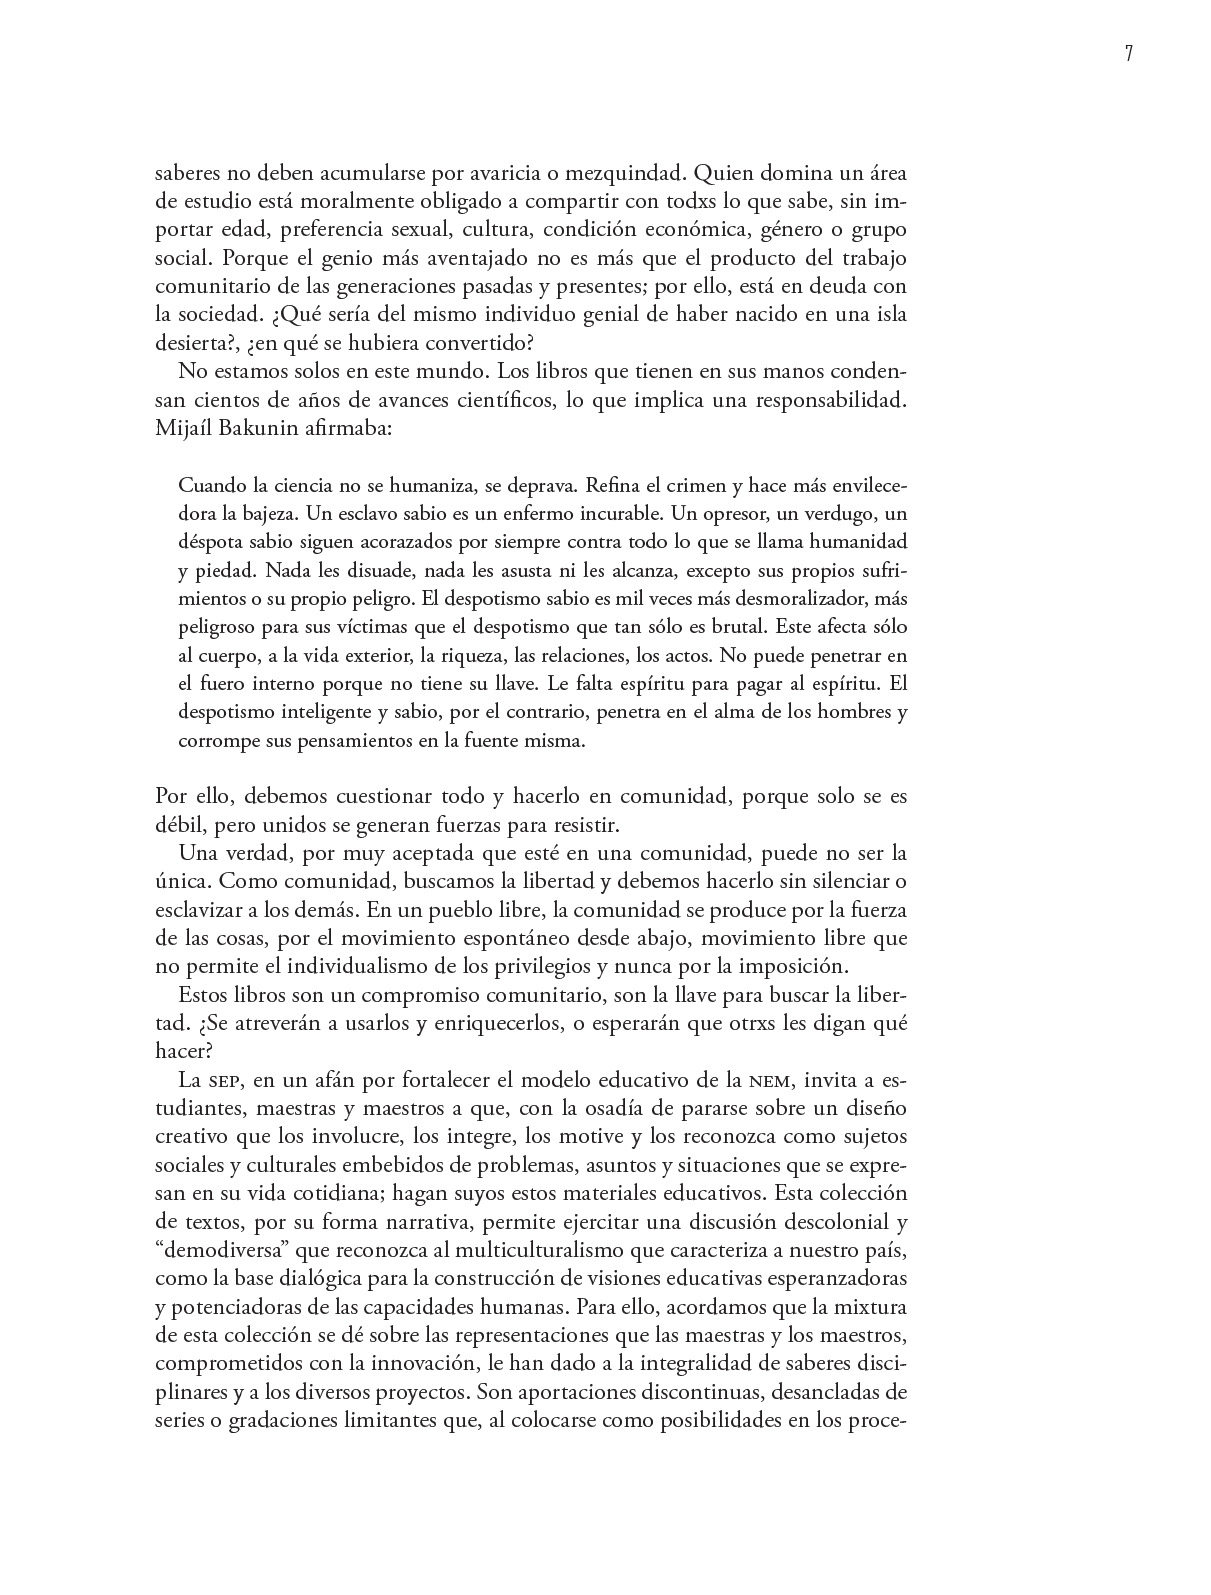 7
saberes no deben acumularse por avaricia o mezquindad. Quien domina un área
de estudio está moralmente obligado a compartir con todxs lo que sabe, sin im-
portar edad, preferencia sexual, cultura, condición económica, género o grupo
social. Porque el genio más aventajado no es más que el producto del trabajo
comunitario de las generaciones pasadas y presentes; por ello, está en deuda con
la sociedad. ¿Qué sería del mismo individuo genial de haber nacido en una isla
desierta?, ¿en qué se hubiera convertido?
No estamos solos en este mundo. Los libros que tienen en sus manos conden-
san cientos de años de avances científicos, lo que implica una responsabilidad.
Mijaíl Bakunin afirmaba:
Cuando la ciencia no se humaniza, se deprava. Refina el crimen y hace más envilece-
dora la bajeza. Un esclavo sabio es un enfermo incurable. Un opresor, un verdugo, un
déspota sabio siguen acorazados por siempre contra todo lo que se llama humanidad
y piedad. Nada les disuade, nada les asusta ni les alcanza, excepto sus propios sufri-
mientos o su propio peligro. El despotismo sabio es mil veces más desmoralizador, más
peligroso para sus víctimas que el despotismo que tan sólo es brutal. Este afecta sólo
al cuerpo, a la vida exterior, la riqueza, las relaciones, los actos. No puede penetrar en
el fuero interno porque no tiene su llave. Le falta espíritu para pagar al espíritu. El
despotismo inteligente y sabio, por el contrario, penetra en el alma de los hombres y
corrompe sus pensamientos en la fuente misma.
Por ello, debemos cuestionar todo y hacerlo en comunidad, porque solo se es
débil, pero unidos se generan fuerzas para resistir.
Una verdad, por muy aceptada que esté en una comunidad, puede no ser la
única. Como comunidad, buscamos la libertad y debemos hacerlo sin silenciar o
esclavizar a los demás. En un pueblo libre, la comunidad se produce por la fuerza
de las cosas, por el movimiento espontáneo desde abajo, movimiento libre que
no permite el individualismo de los privilegios y nunca por la imposición.
Estos libros son un compromiso comunitario, son la llave para buscar la liber-
tad. ¿Se atreverán a usarlos y enriquecerlos, o esperarán que otrxs les digan qué
hacer?
La SEP, en un afán por fortalecer el modelo educativo de la NEM, invita a es-
tudiantes, maestras y maestros a que, con la osadía de pararse sobre un diseño
creativo que los involucre, los integre, los motive y los reconozca como sujetos
sociales y culturales embebidos de problemas, asuntos y situaciones que se expre-
san en su vida cotidiana; hagan suyos estos materiales educativos. Esta colección
de textos, por su forma narrativa, permite ejercitar una discusión descolonial y
“demodiversa” que reconozca al multiculturalismo que caracteriza a nuestro país,
como la base dialógica para la construcción de visiones educativas esperanzadoras
y potenciadoras de las capacidades humanas. Para ello, acordamos que la mixtura
de esta colección se dé sobre las representaciones que las maestras y los maestros,
comprometidos con la innovación, le han dado a la integralidad de saberes disci-
plinares y a los diversos proyectos. Son aportaciones discontinuas, desancladas de
series o gradaciones limitantes que, al colocarse como posibilidades en los proce-